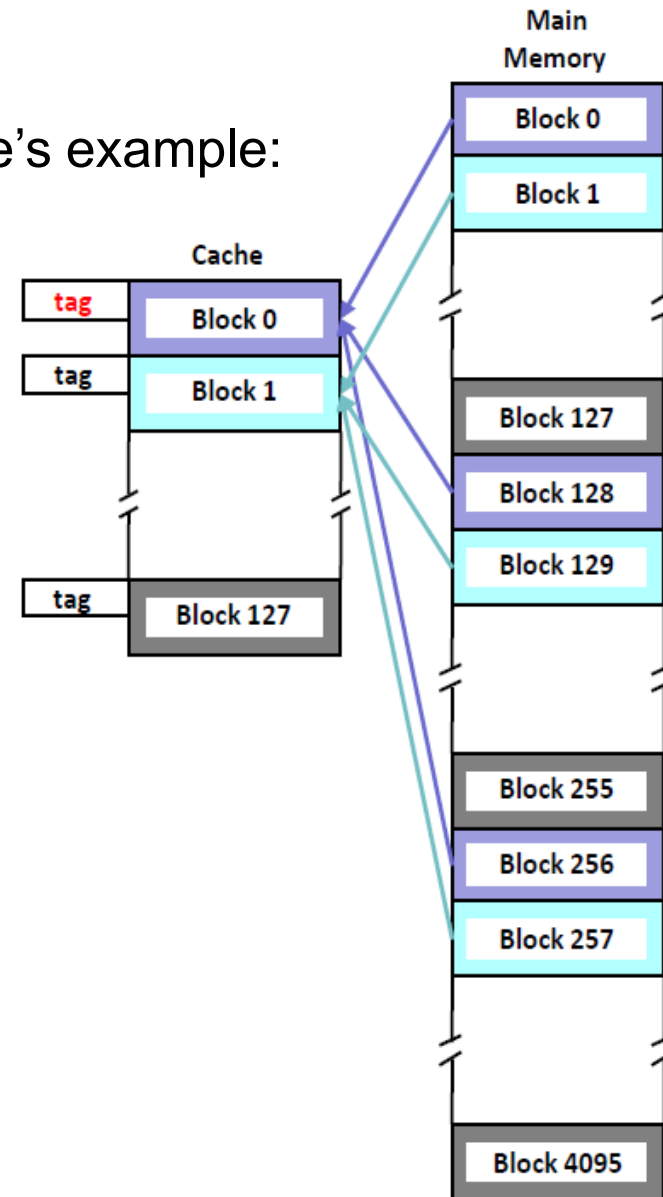 e's example:
Cache
tag
Block 0
tag
Block 1
tag
Block 127
Main
Memory
Block 0
Block 1
Block 127
Block 128
Block 129
Block 255
Block 256
Block 257
Block 4095